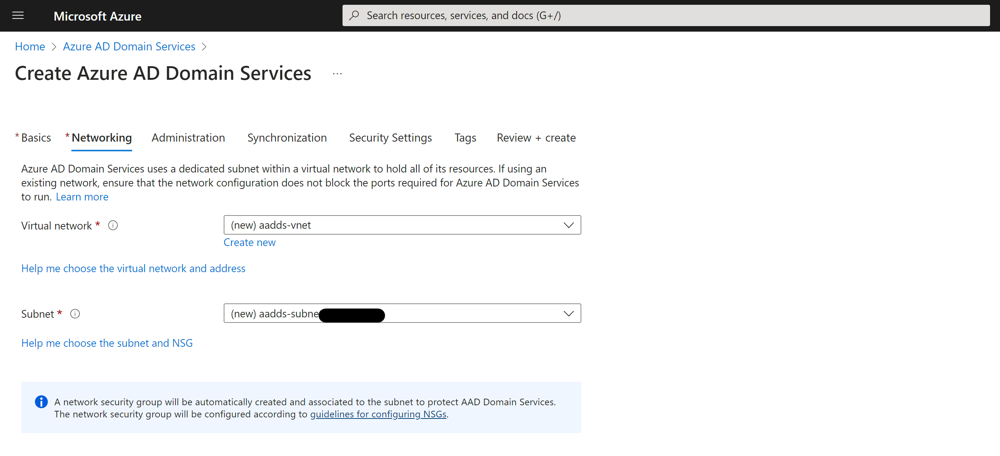 Microsoft Azure
Search resources, services, and docs (G+/)
Home > Azure AD Domain Services >
Create Azure AD Domain Services ...
* Basics * Networking Administration Synchronization Security Settings Tags Review + create
Azure AD Domain Services uses a dedicated subnet within a virtual network to hold all of its resources. If using an
existing network, ensure that the network configuration does not block the ports required for Azure AD Domain Services
to run. Learn more
Virtual network *
(new) aadds-vnet
Create new
Help me choose the virtual network and address
Subnet *
(new) aadds-subne
Help me choose the subnet and NSG
A network security group will be automatically created and associated to the subnet to protect AAD Domain Services.
The network security group will be configured according to guidelines for configuring NSGs.